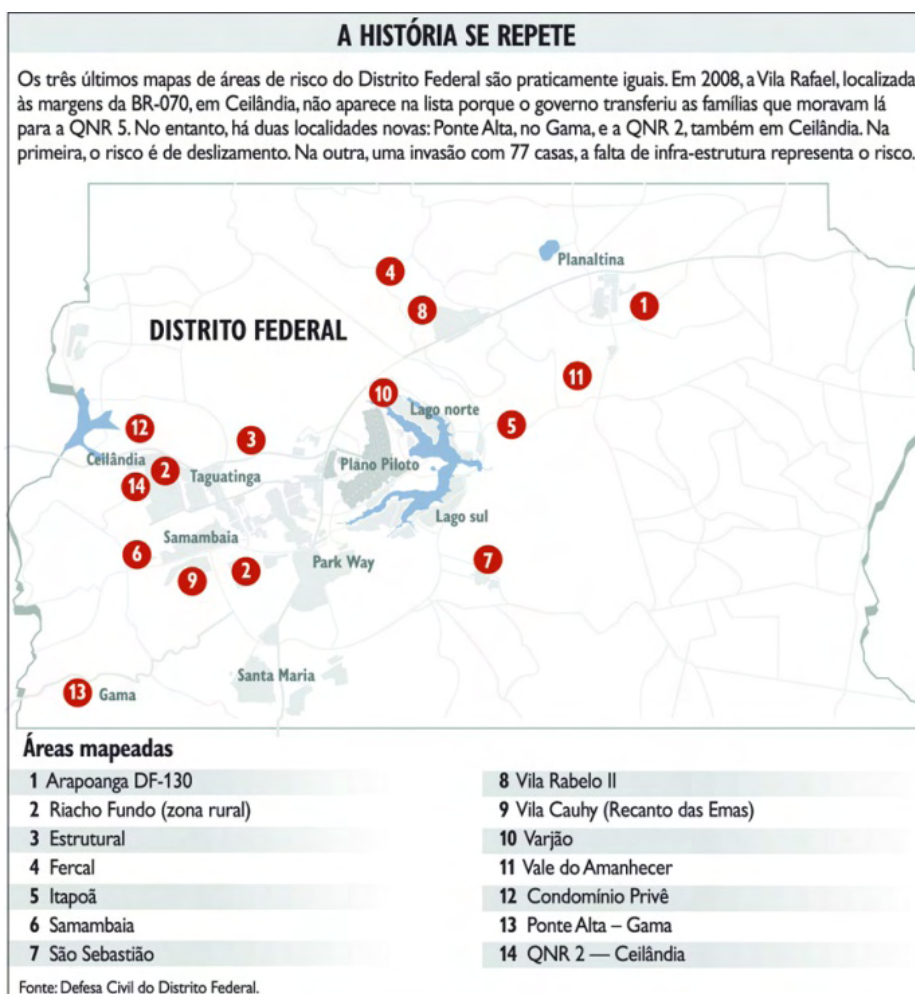 A HISTÓRIA SE REPETE
Os três últimos mapas de áreas de risco do Distrito Federal são praticamente iguais. Em 2008, a Vila Rafael, localizada
às margens da BR-070, em Ceilândia, não aparece na lista porque o governo transferiu as famílias que moravam lá
para a QNR 5. No entanto, há duas localidades novas: Ponte Alta, no Gama, e a QNR 2, também em Ceilândia. Na
primeira, o risco é de deslizamento. Na outra, uma invasão com 77 casas, a falta de infra-estrutura representa o risco.
Planaltina
4
8
1
DISTRITO FEDERAL
11
10
Lago norte
12
3
5
Ceilândia
2
Taguatinga
Plano Piloto
14
Lago sul
Samambaia
6
9
2
Park Way
7
Santa Maria
13 Gama
Áreas mapeadas
1 Arapoanga DF-130
2 Riacho Fundo (zona rural)
3 Estrutural
4 Fercal
5 Itapoã
6 Samambaia
7 São Sebastião
8 Vila Rabelo II
9 Vila Cauhy (Recanto das Emas)
10 Varjão
11 Vale do Amanhecer
12 Condomínio Privê
13 Ponte Alta – Gama
14 QNR 2 — Ceilândia
Fonte: Defesa Civil do Distrito Federal.